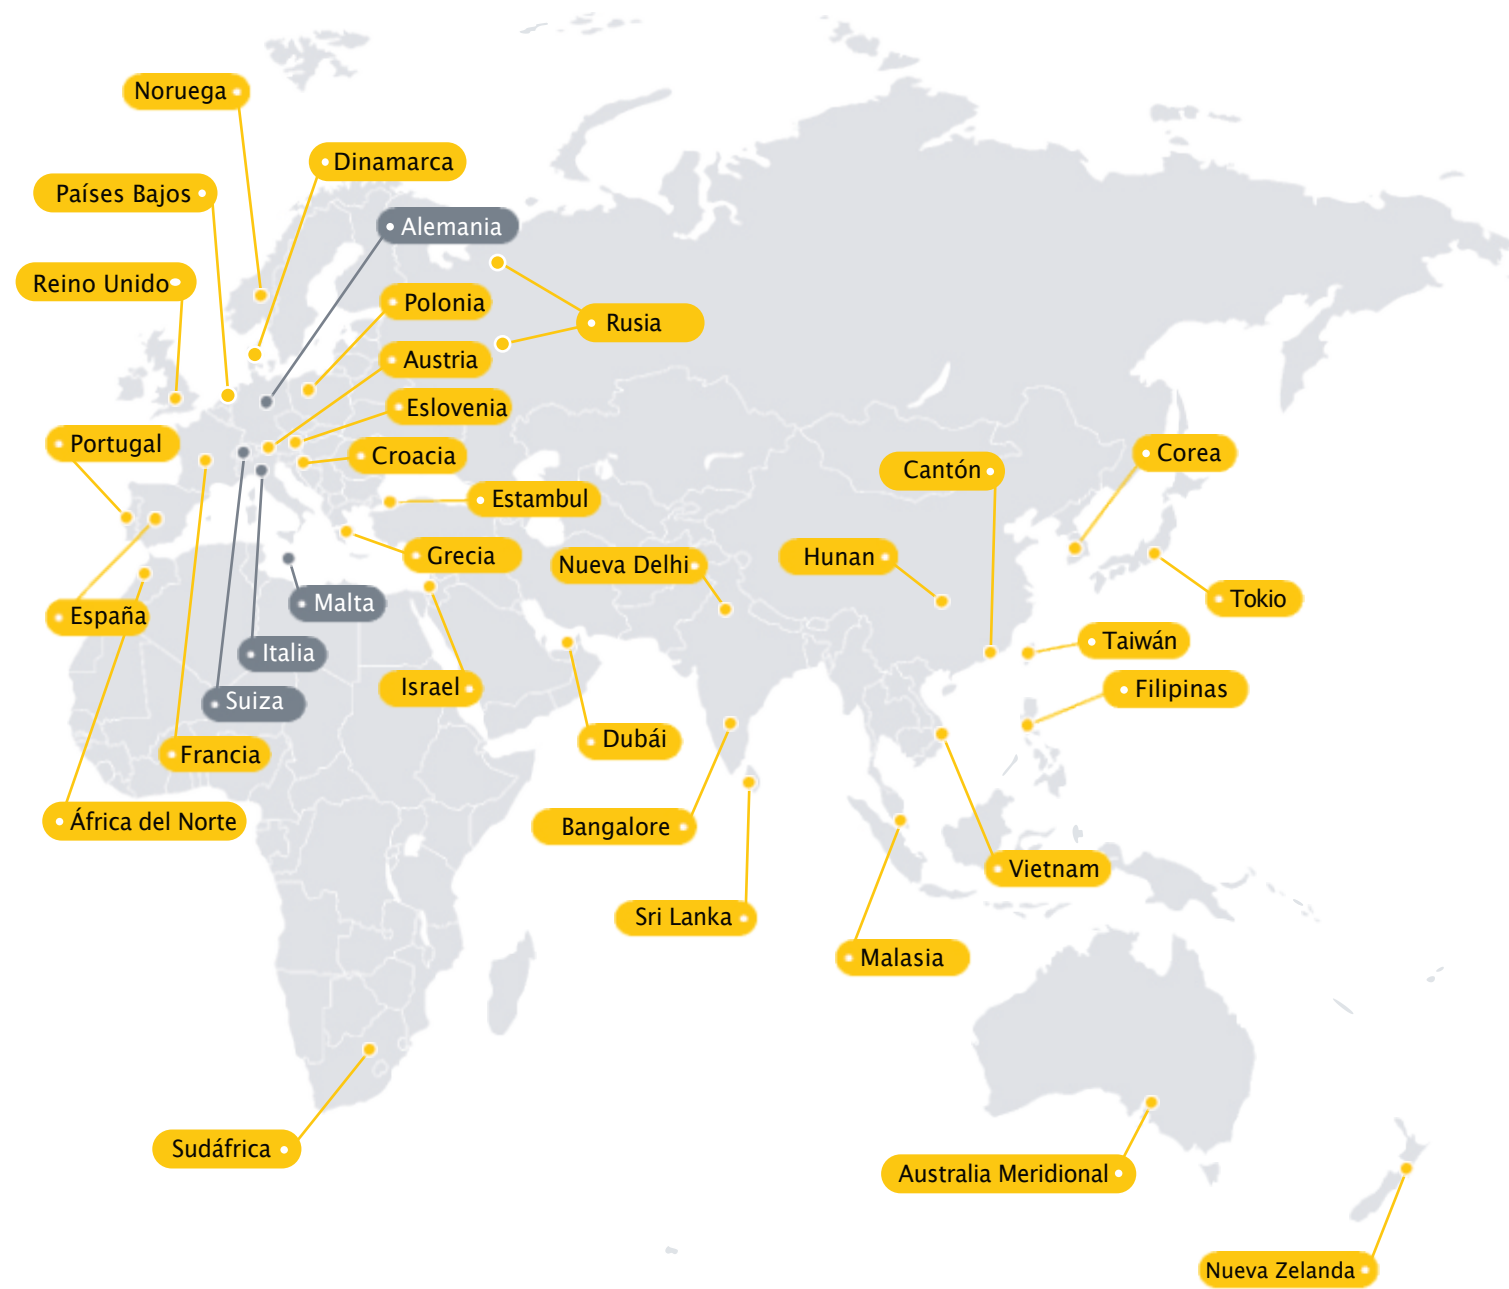 Noruega
Dinamarca
Países Bajos
Alemania
Reino Unido
Polonia
Rusia
Austria
Eslovenia
Portugal
Croacia
Corea
Cantón
Estambul
Grecia
Hunan
Nueva Delhi
Tokio
Malta
España
Taiwán
Italia
Israel
Filipinas
Suiza
Dubái
Francia
África del Norte
Bangalore
Vietnam
Sri Lanka
Malasia
Sudáfrica
Australia Meridional
Nueva Zelanda